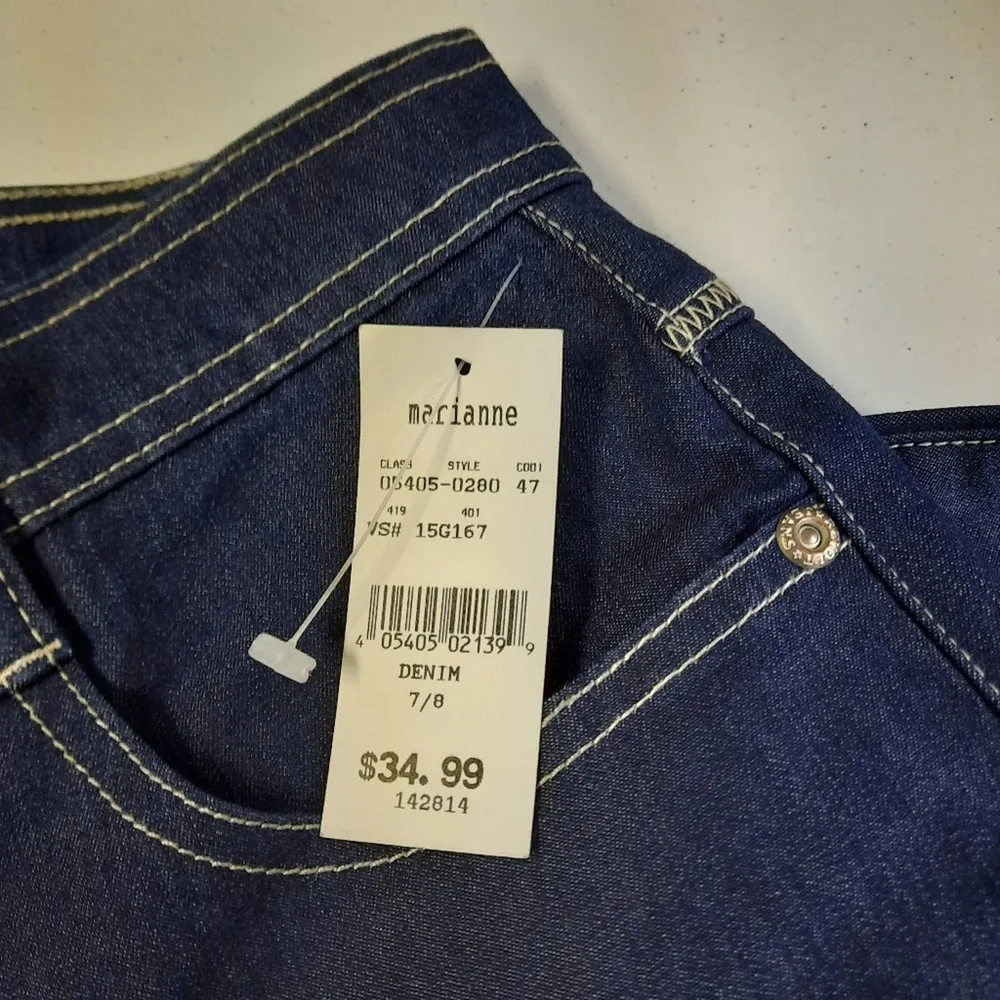 marianne
CLASS STYLE
05405-0280 47
419 401
VS# 15G167
4 05405 02139 9
DENIM
7/8
$34.99
142814
JEANS